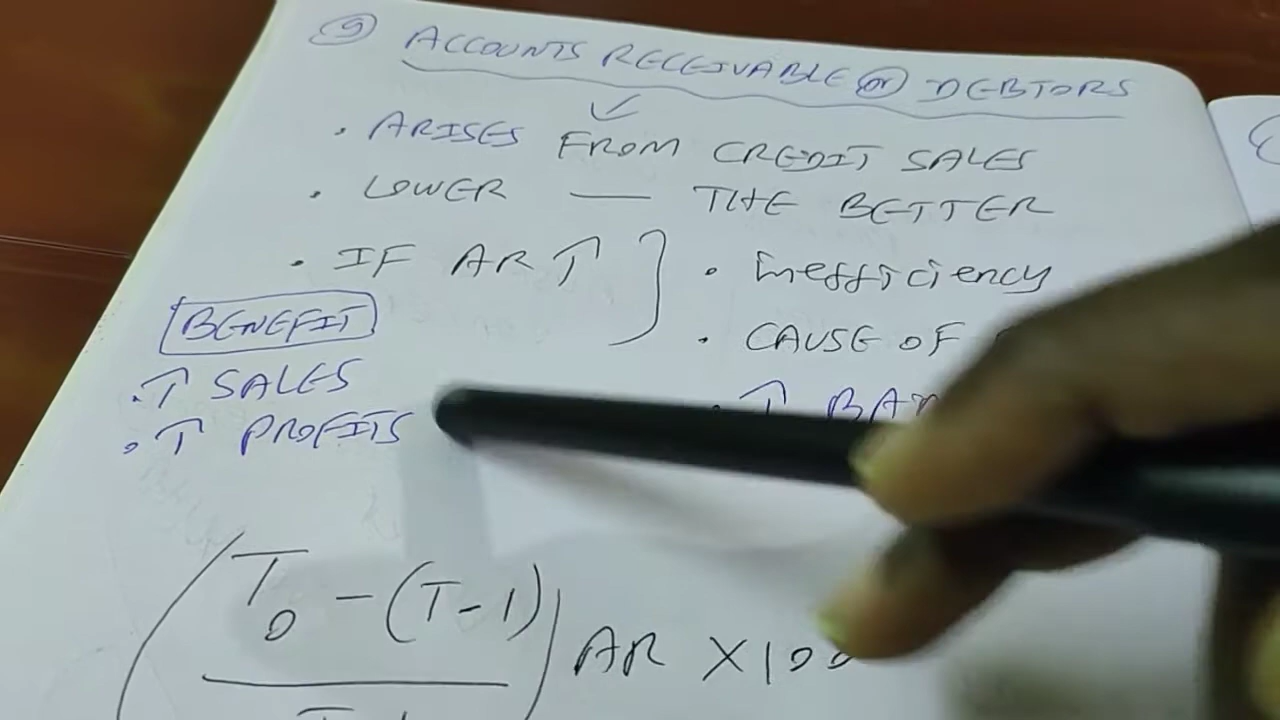 9 ACCOUNTS RECEIVABLE or DEBTORS
. ARISES FROM CREDIT SALES
. LOWER — THE BETTER
. IF AR ↑ } . inefficiency
. CAUSE OF
BENEFIT
. ↑ SALES
. ↑ PROFITS
. ↑
(T0 - (T-1)) AR X100